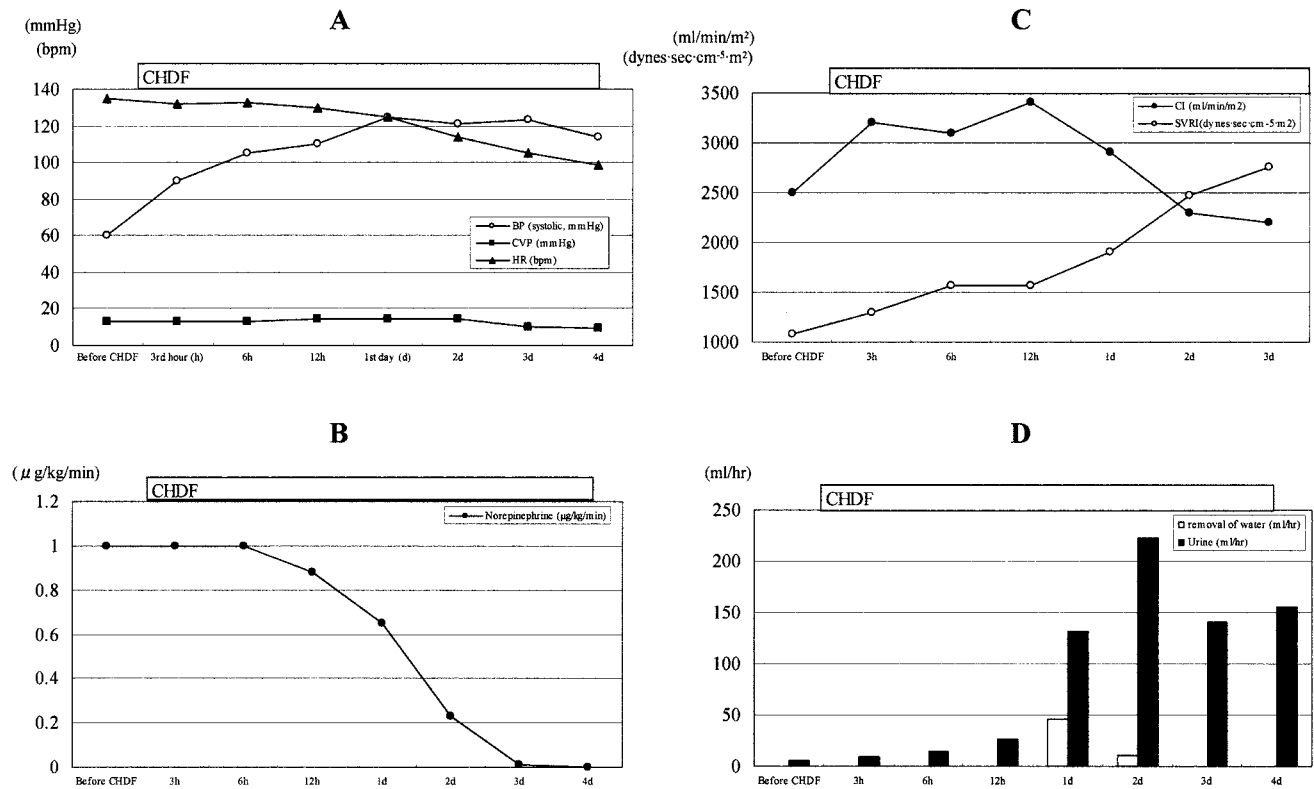 A
(mmHg)
(bpm)
CHDF
140
120
100
80
60
40
20
0
BP (systolic, mmHg)
CVP (mmHg)
HR (bpm)
Before CHDF 3rd hour (h) 6h 12h 1st day (d) 2d 3d 4d
C
(ml/min/m²)
(dynes·sec·cm⁻⁵·m²)
CHDF
3500
3000
2500
2000
1500
1000
CI (ml/min/m2)
SVRI(dynes·sec·cm-5·m2)
Before CHDF 3h 6h 12h 1d 2d 3d
B
(μg/kg/min)
CHDF
1.2
1
0.8
0.6
0.4
0.2
0
Norepinephrine (μg/kg/min)
Before CHDF 3h 6h 12h 1d 2d 3d 4d
D
(ml/hr)
CHDF
250
200
150
100
50
0
removal of water (ml/hr)
Urine (ml/hr)
Before CHDF 3h 6h 12h 1d 2d 3d 4d